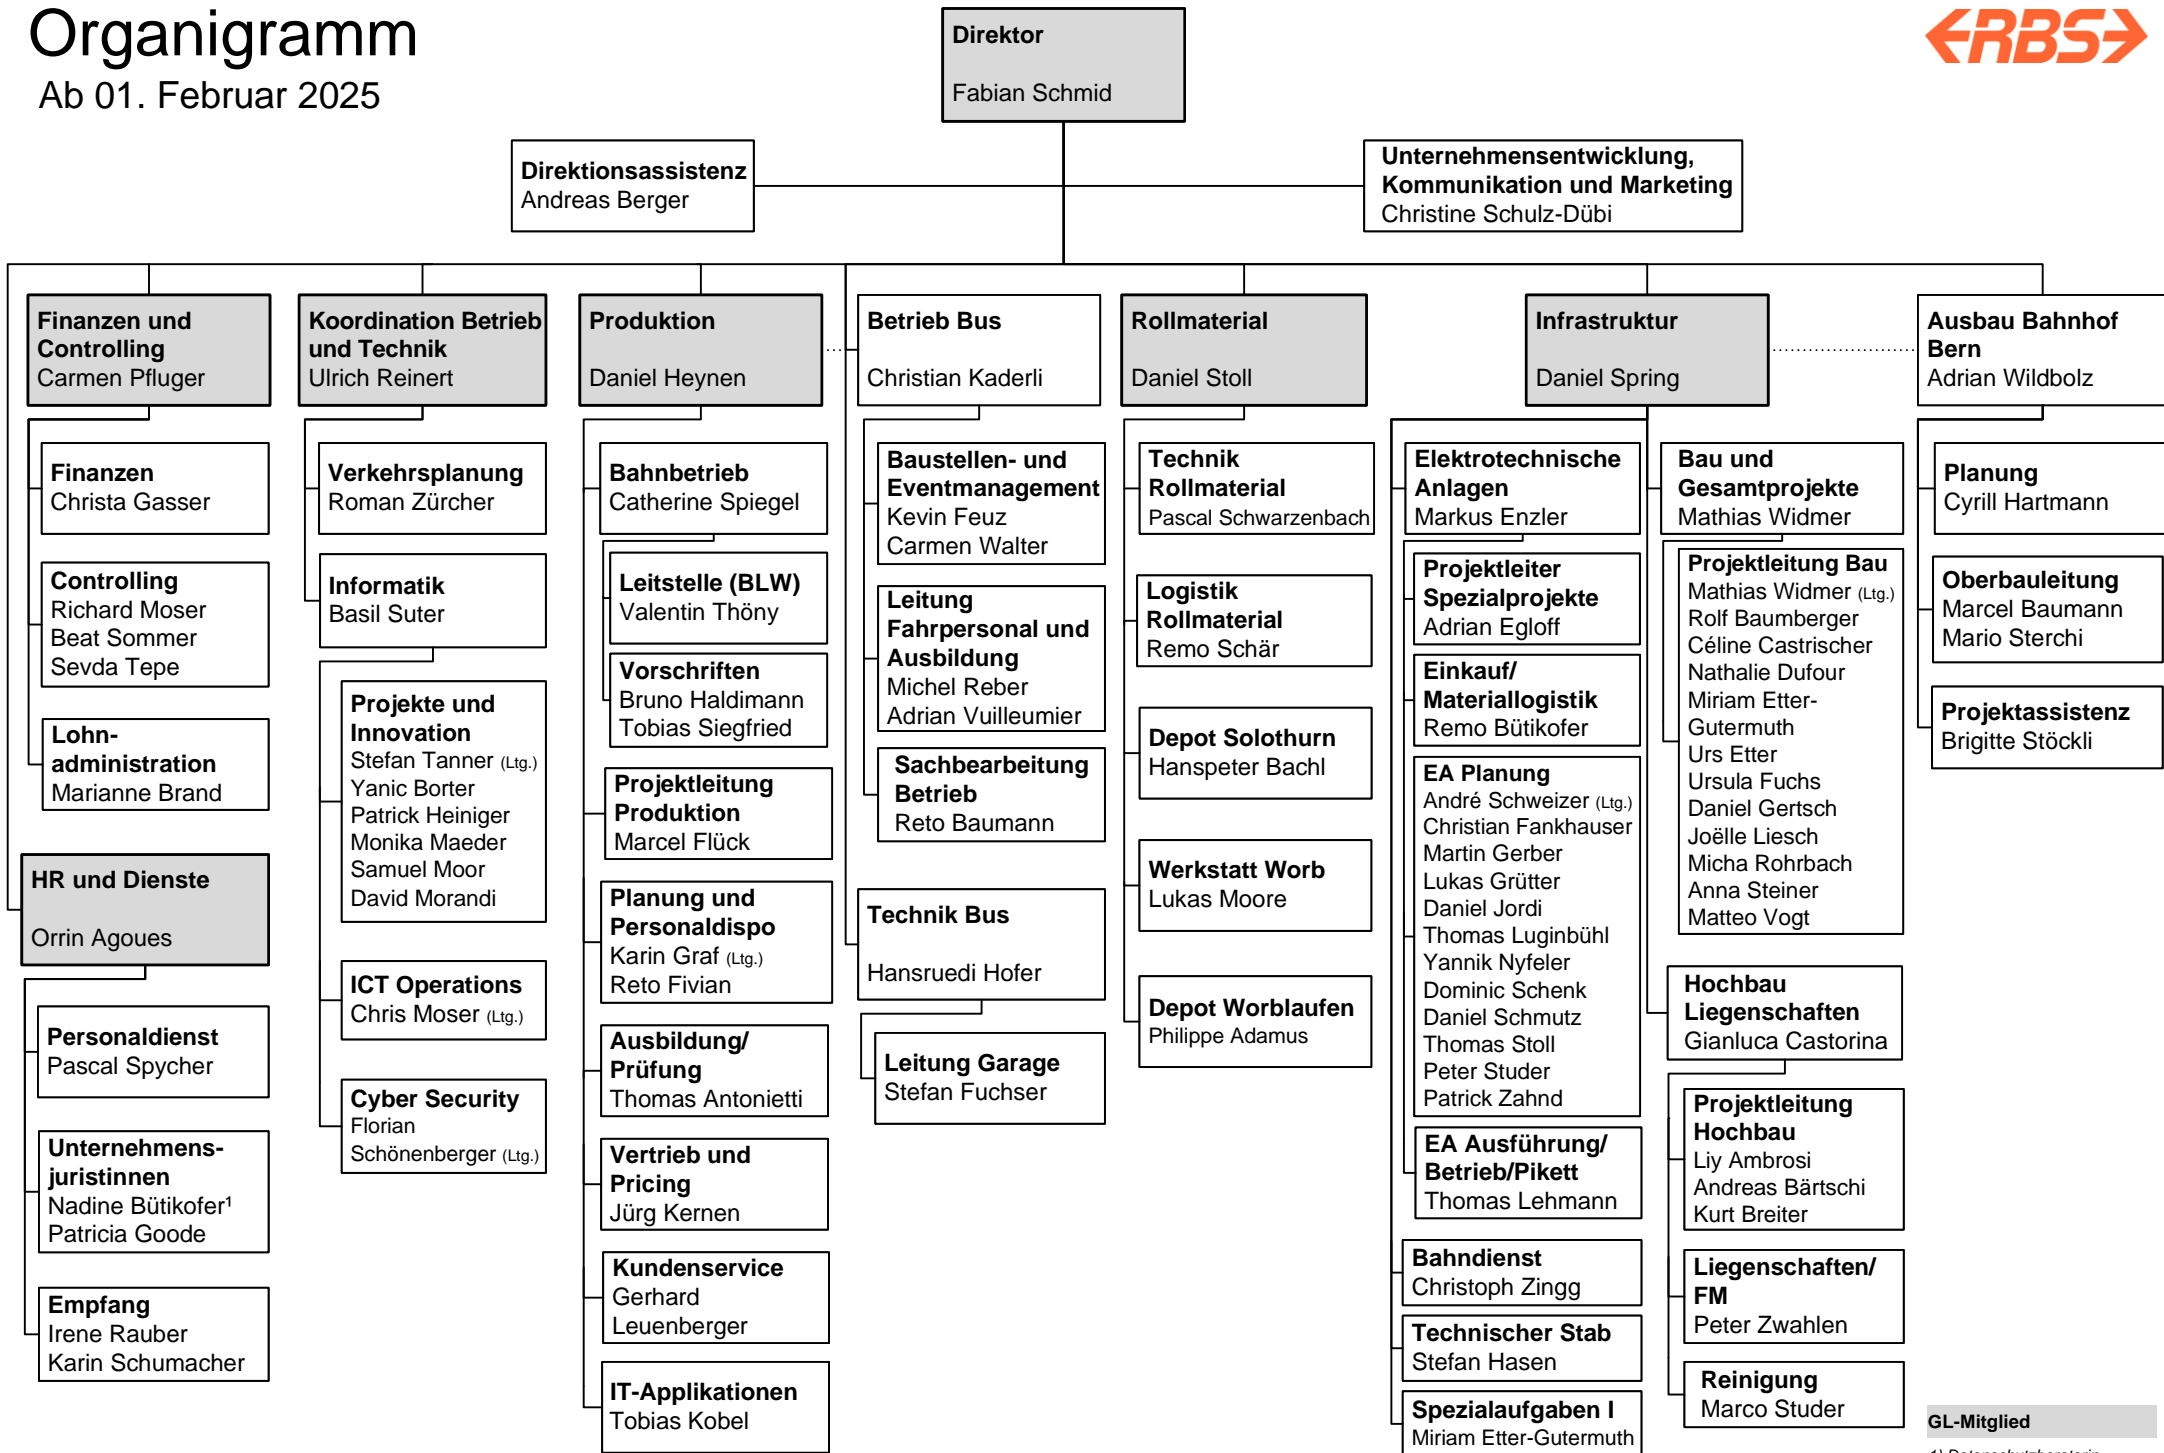 Organigramm
Ab 01. Februar 2025
RBS
Direktor
Fabian Schmid
Direktionsassistenz
Andreas Berger
Unternehmensentwicklung,
Kommunikation und Marketing
Christine Schulz-Dübi
Finanzen und
Controlling
Carmen Pfluger
Finanzen
Christa Gasser
Controlling
Richard Moser
Beat Sommer
Sevda Tepe
Lohn-
administration
Marianne Brand
HR und Dienste
Orrin Agoues
Personaldienst
Pascal Spycher
Unternehmens-
juristinnen
Nadine Bütikofer¹
Patricia Goode
Empfang
Irene Rauber
Karin Schumacher
Koordination Betrieb
und Technik
Ulrich Reinert
Verkehrsplanung
Roman Zürcher
Informatik
Basil Suter
Projekte und
Innovation
Stefan Tanner (Ltg.)
Yanic Borter
Patrick Heiniger
Monika Maeder
Samuel Moor
David Morandi
ICT Operations
Chris Moser (Ltg.)
Cyber Security
Florian
Schönenberger (Ltg.)
Produktion
Daniel Heynen
Bahnbetrieb
Catherine Spiegel
Leitstelle (BLW)
Valentin Thöny
Vorschriften
Bruno Haldimann
Tobias Siegfried
Projektleitung
Produktion
Marcel Flück
Planung und
Personaldispo
Karin Graf (Ltg.)
Reto Fivian
Ausbildung/
Prüfung
Thomas Antonietti
Vertrieb und
Pricing
Jürg Kernen
Kundenservice
Gerhard
Leuenberger
IT-Applikationen
Tobias Kobel
Betrieb Bus
Christian Kaderli
Baustellen- und
Eventmanagement
Kevin Feuz
Carmen Walter
Leitung
Fahrpersonal und
Ausbildung
Michel Reber
Adrian Vuilleumier
Sachbearbeitung
Betrieb
Reto Baumann
Technik Bus
Hansruedi Hofer
Leitung Garage
Stefan Fuchser
Rollmaterial
Daniel Stoll
Technik
Rollmaterial
Pascal Schwarzenbach
Logistik
Rollmaterial
Remo Schär
Depot Solothurn
Hanspeter Bachl
Werkstatt Worb
Lukas Moore
Depot Worblaufen
Philippe Adamus
Infrastruktur
Daniel Spring
Elektrotechnische
Anlagen
Markus Enzler
Projektleiter
Spezialprojekte
Adrian Egloff
Einkauf/
Materiallogistik
Remo Bütikofer
EA Planung
André Schweizer (Ltg.)
Christian Fankhauser
Martin Gerber
Lukas Grütter
Daniel Jordi
Thomas Luginbühl
Yannik Nyfeler
Dominic Schenk
Daniel Schmutz
Thomas Stoll
Peter Studer
Patrick Zahnd
EA Ausführung/
Betrieb/Pikett
Thomas Lehmann
Bahndienst
Christoph Zingg
Technischer Stab
Stefan Hasen
Spezialaufgaben I
Miriam Etter-Gutermuth
Bau und
Gesamtprojekte
Mathias Widmer
Projektleitung Bau
Mathias Widmer (Ltg.)
Rolf Baumberger
Céline Castrischer
Nathalie Dufour
Miriam Etter-
Gutermuth
Urs Etter
Ursula Fuchs
Daniel Gertsch
Joëlle Liesch
Micha Rohrbach
Anna Steiner
Matteo Vogt
Hochbau
Liegenschaften
Gianluca Castorina
Projektleitung
Hochbau
Liy Ambrosi
Andreas Bärtschi
Kurt Breiter
Liegenschaften/
FM
Peter Zwahlen
Reinigung
Marco Studer
Ausbau Bahnhof
Bern
Adrian Wildbolz
Planung
Cyrill Hartmann
Oberbauleitung
Marcel Baumann
Mario Sterchi
Projektassistenz
Brigitte Stöckli
GL-Mitglied
1) Datenschutzberaterin